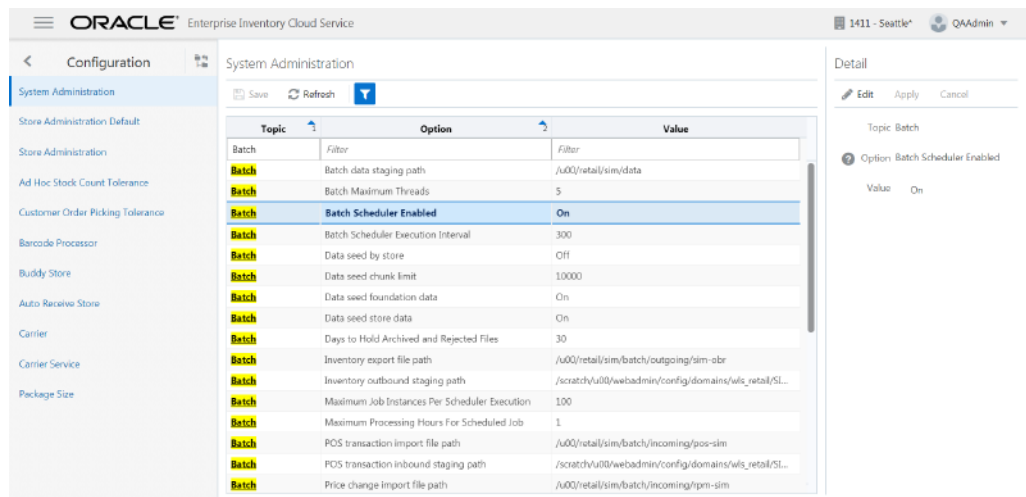 ORACLE® Enterprise Inventory Cloud Service
1411 - Seattle*
QAAdmin
Configuration
System Administration
Store Administration Default
Store Administration
Ad Hoc Stock Count Tolerance
Customer Order Picking Tolerance
Barcode Processor
Buddy Store
Auto Receive Store
Carrier
Carrier Service
Package Size
System Administration
Save Refresh
Topic Option Value
Batch Filter Filter
Batch Batch data staging path /u00/retail/sim/data
Batch Batch Maximum Threads 5
Batch Batch Scheduler Enabled On
Batch Batch Scheduler Execution Interval 300
Batch Data seed by store Off
Batch Data seed chunk limit 10000
Batch Data seed foundation data On
Batch Data seed store data On
Batch Days to Hold Archived and Rejected Files 30
Batch Inventory export file path /u00/retail/sim/batch/outgoing/sim-obr
Batch Inventory outbound staging path /scratch/u00/webadmin/config/domains/wls_retail/SI...
Batch Maximum Job Instances Per Scheduler Execution 100
Batch Maximum Processing Hours For Scheduled Job 1
Batch POS transaction import file path /u00/retail/sim/batch/incoming/pos-sim
Batch POS transaction inbound staging path /scratch/u00/webadmin/config/domains/wls_retail/SI...
Batch Price change import file path /u00/retail/sim/batch/incoming/rpm-sim
Detail
Edit Apply Cancel
Topic Batch
Option Batch Scheduler Enabled
Value On